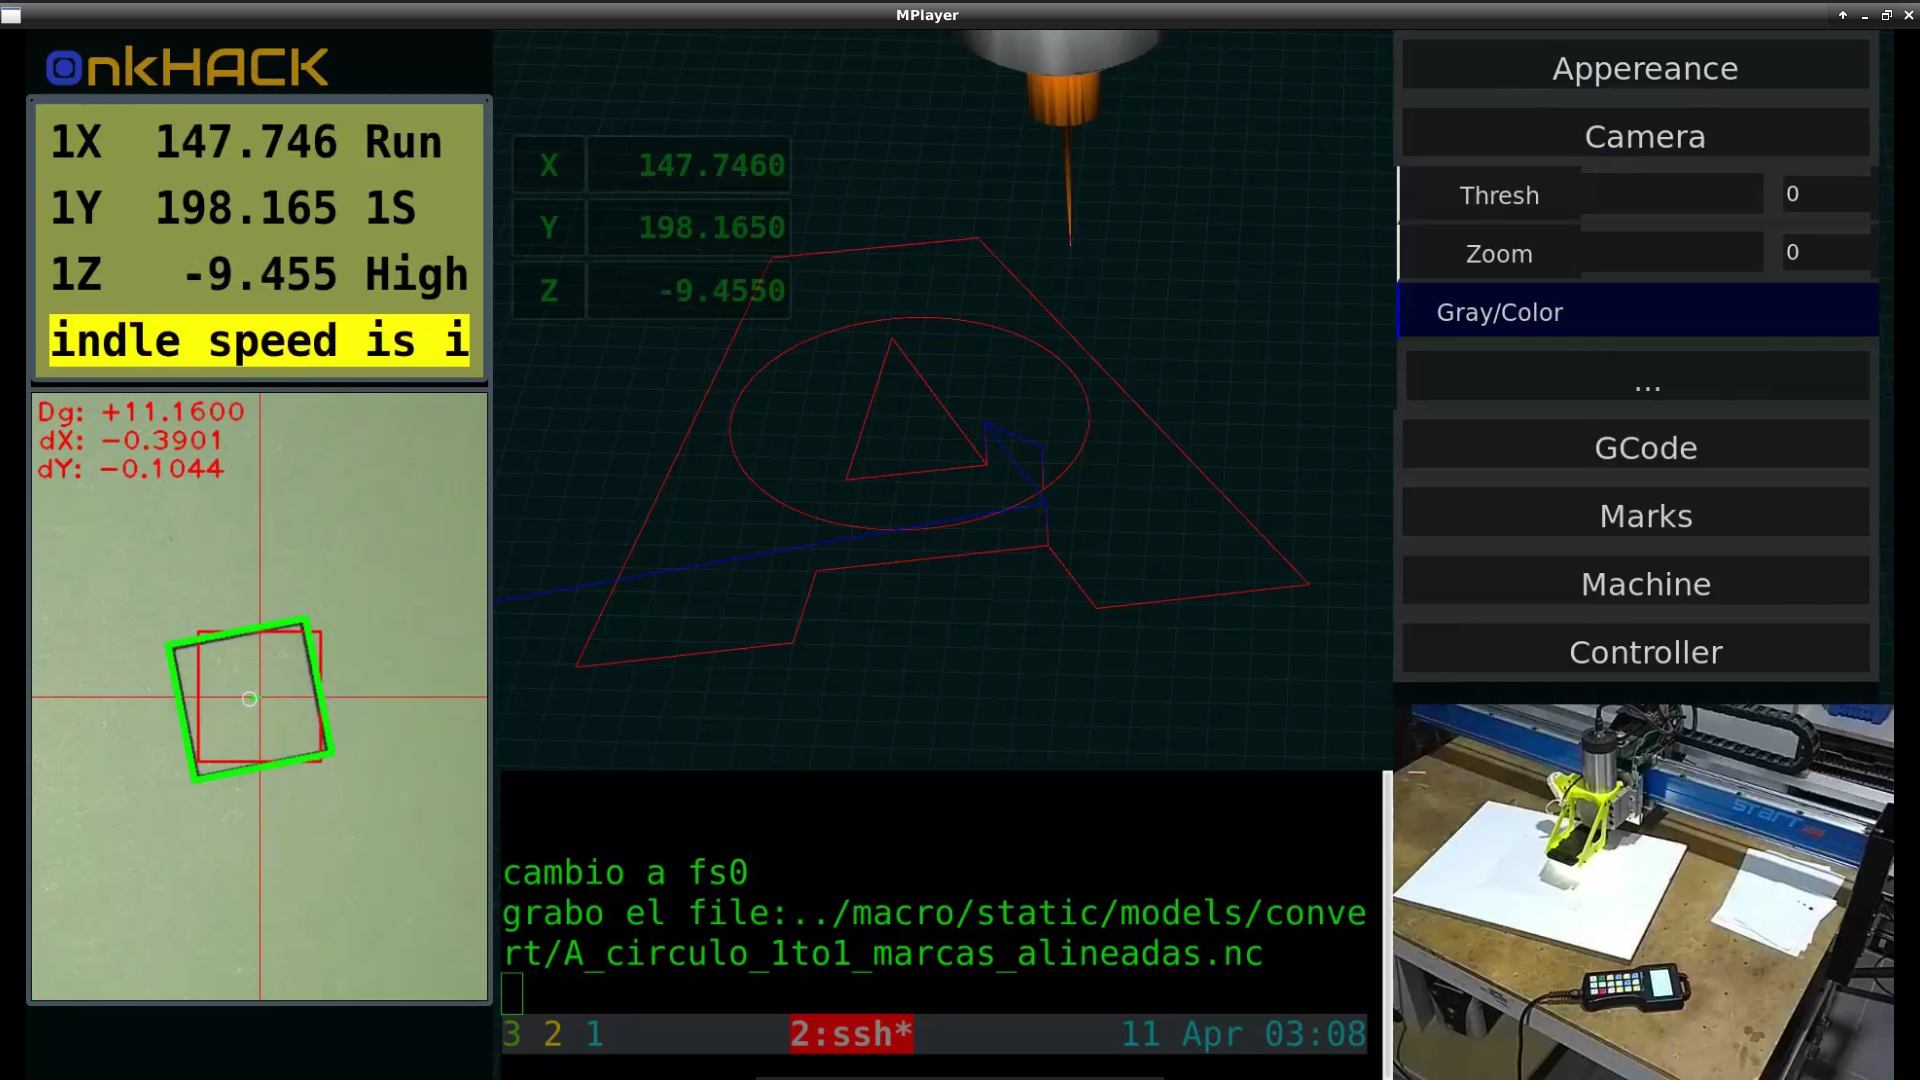 MPlayer
OnkHACK
1X 147.746 Run
1Y 198.165 1S
1Z -9.455 High
indle speed is i
Dg: +11.1600
dX: -0.3901
dY: -0.1044
X 147.7460
Y 198.1650
Z -9.4550
cambio a fs0
grabo el file:../macro/static/models/conve
rt/A_circulo_1to1_marcas_alineadas.nc
3 2 1 2:ssh* 11 Apr 03:08
Appereance
Camera
Thresh 0
Zoom 0
Gray/Color
...
GCode
Marks
Machine
Controller
START